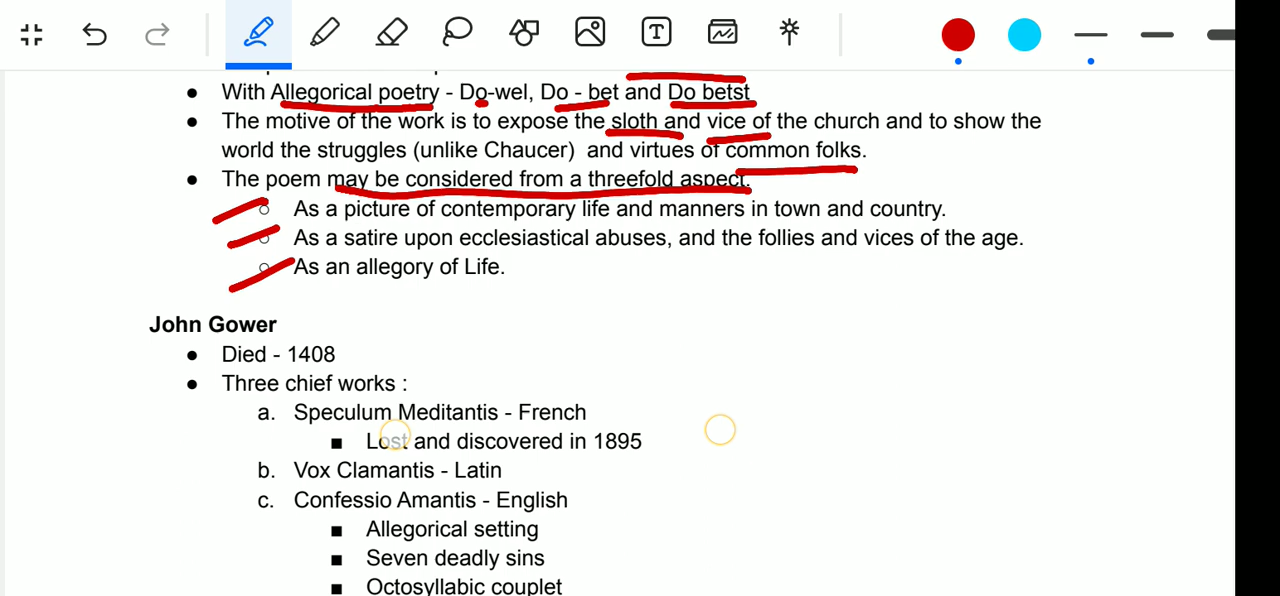 With Allegorical poetry - Do-wel, Do - bet and Do betst
The motive of the work is to expose the sloth and vice of the church and to show the
world the struggles (unlike Chaucer) and virtues of common folks.
The poem may be considered from a threefold aspect.
As a picture of contemporary life and manners in town and country.
As a satire upon ecclesiastical abuses, and the follies and vices of the age.
As an allegory of Life.
John Gower
Died - 1408
Three chief works :
a. Speculum Meditantis - French
Lost and discovered in 1895
b. Vox Clamantis - Latin
c. Confessio Amantis - English
Allegorical setting
Seven deadly sins
Octosyllabic couplet